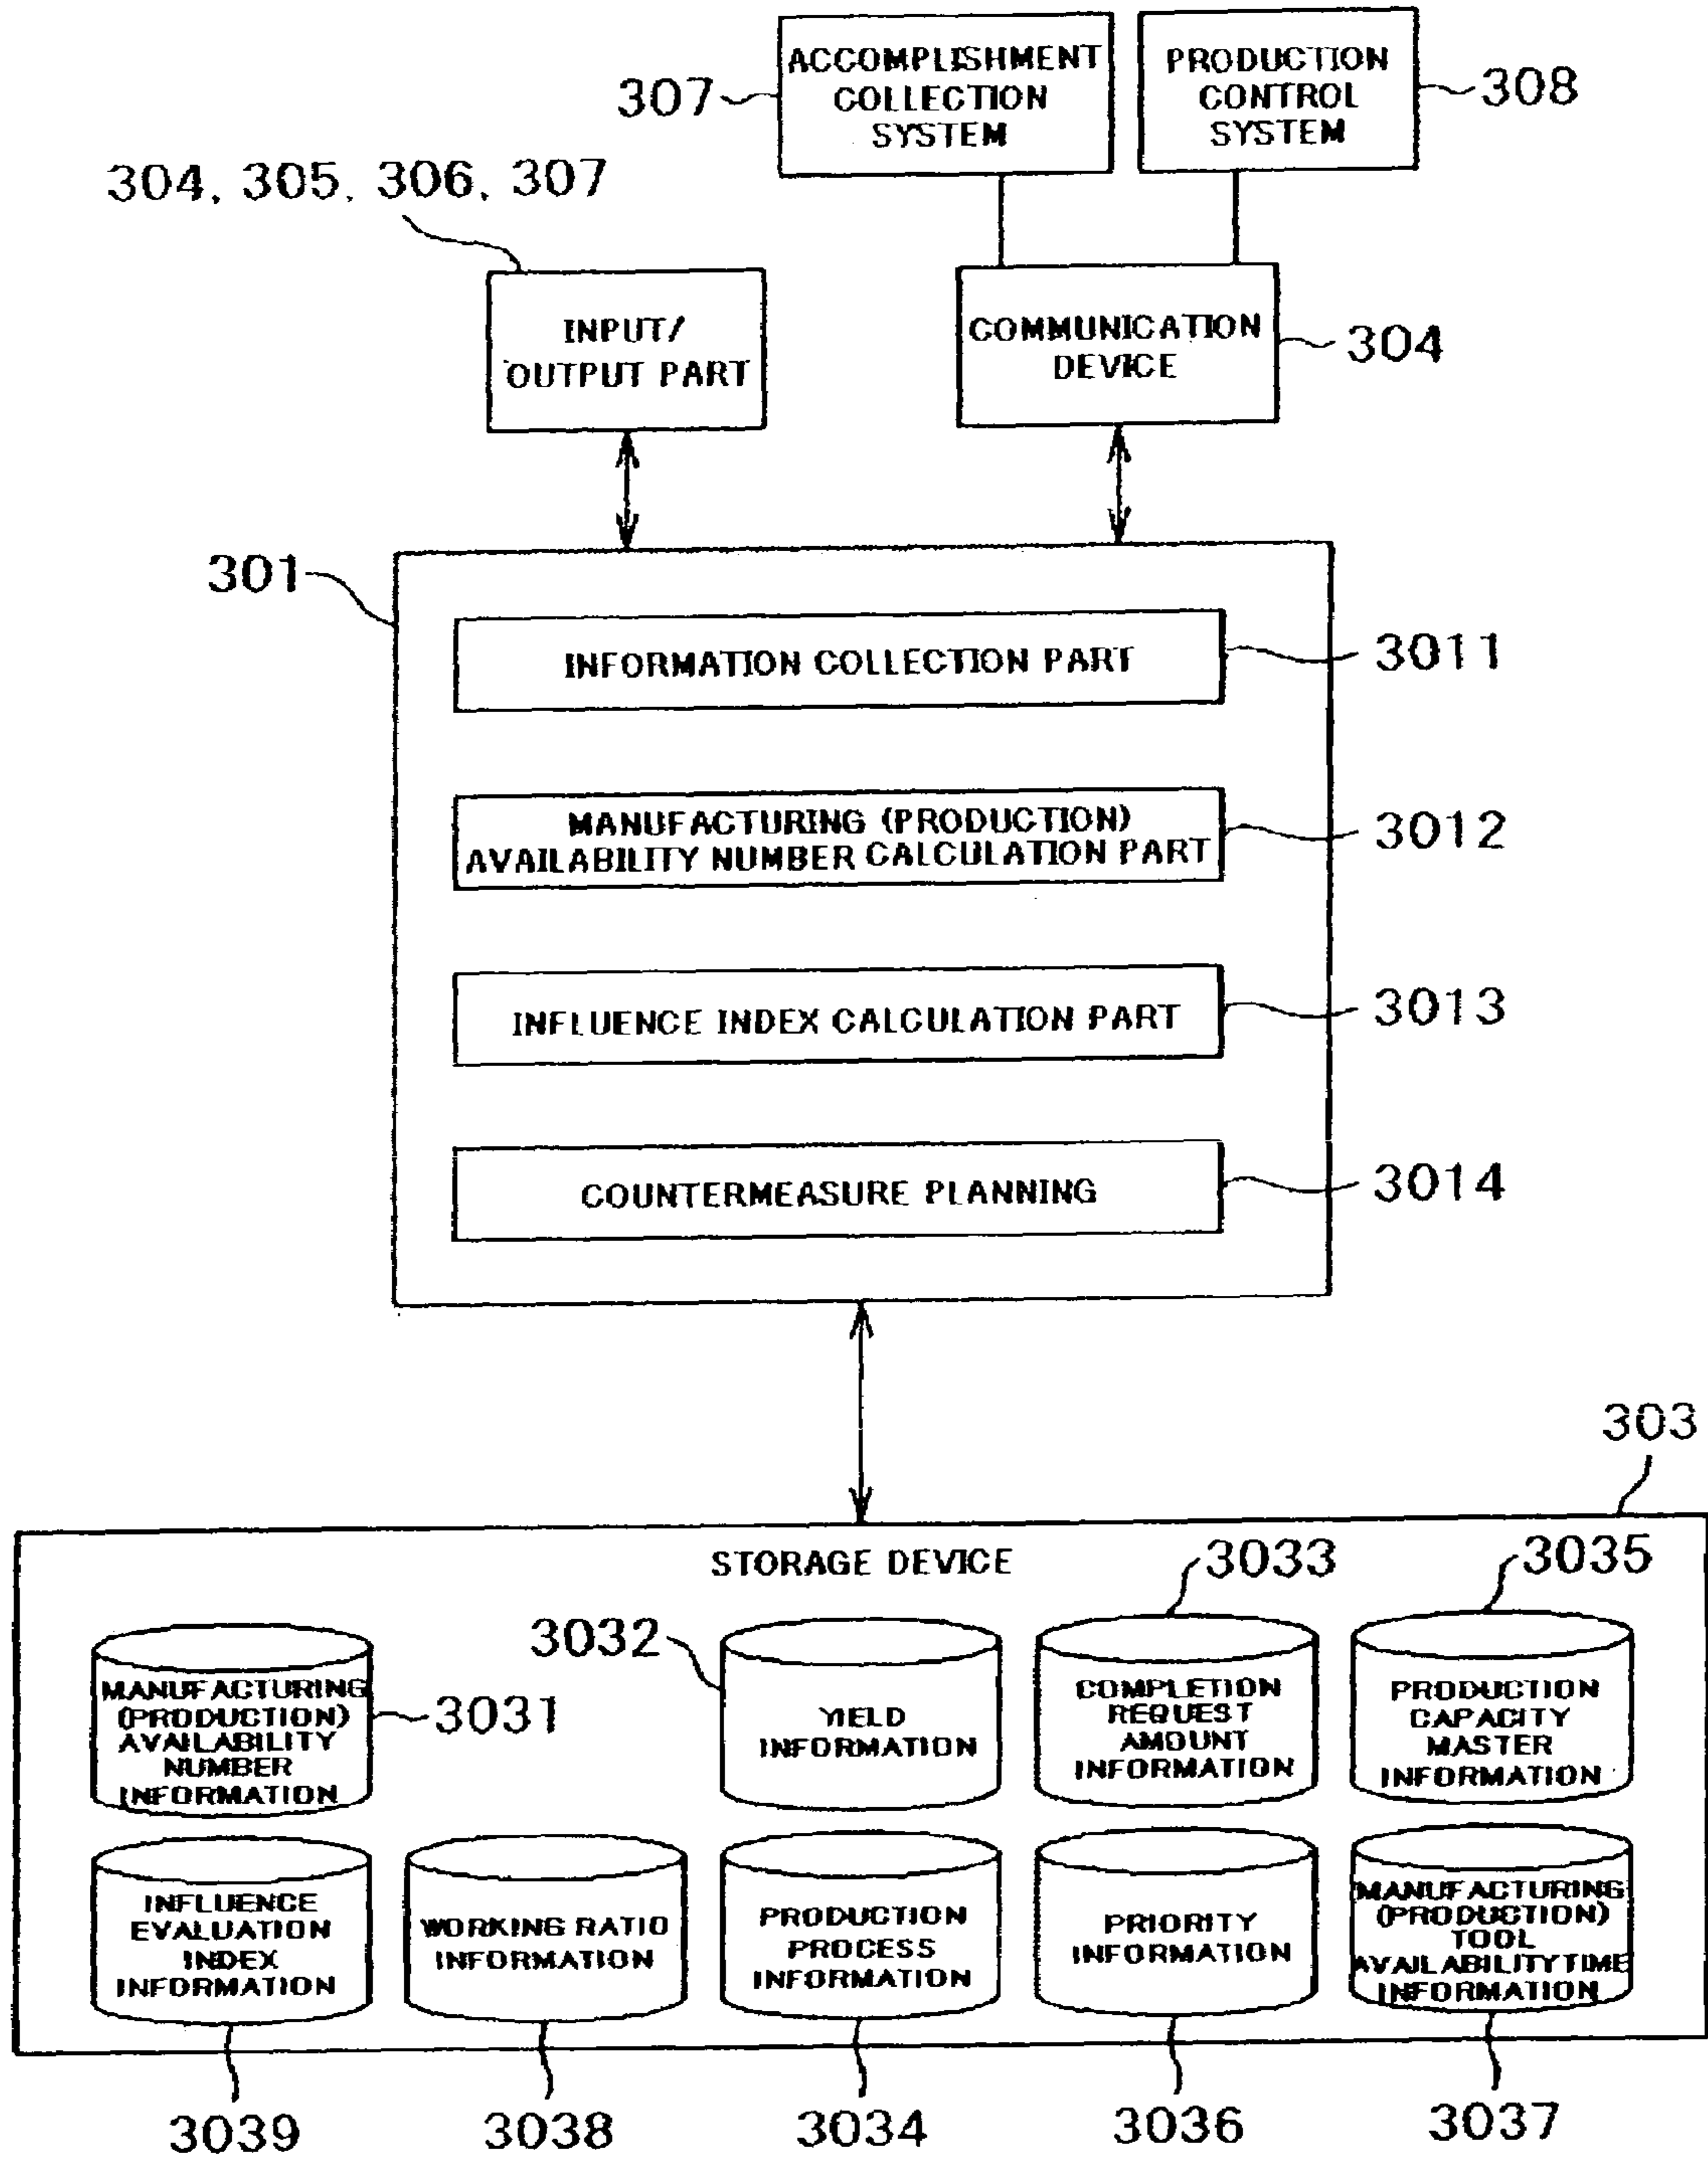 ACCOMPLISHMENT
COLLECTION
SYSTEM
307
PRODUCTION
CONTROL
SYSTEM
308
304, 305, 306, 307
INPUT/
OUTPUT PART
COMMUNICATION
DEVICE
304
301
INFORMATION COLLECTION PART
3011
MANUFACTURING (PRODUCTION)
AVAILABILITY NUMBER CALCULATION PART
3012
INFLUENCE INDEX CALCULATION PART
3013
COUNTERMEASURE PLANNING
3014
303
STORAGE DEVICE
MANUFACTURING
(PRODUCTION)
AVAILABILITY
NUMBER
INFORMATION
3031
3032
YIELD
INFORMATION
3033
COMPLETION
REQUEST
AMOUNT
INFORMATION
3035
PRODUCTION
CAPACITY
MASTER
INFORMATION
INFLUENCE
EVALUATION
INDEX
INFORMATION
WORKING RATIO
INFORMATION
PRODUCTION
PROCESS
INFORMATION
PRIORITY
INFORMATION
MANUFACTURING
(PRODUCTION)
TOOL
AVAILABILITY TIME
INFORMATION
3039
3038
3034
3036
3037